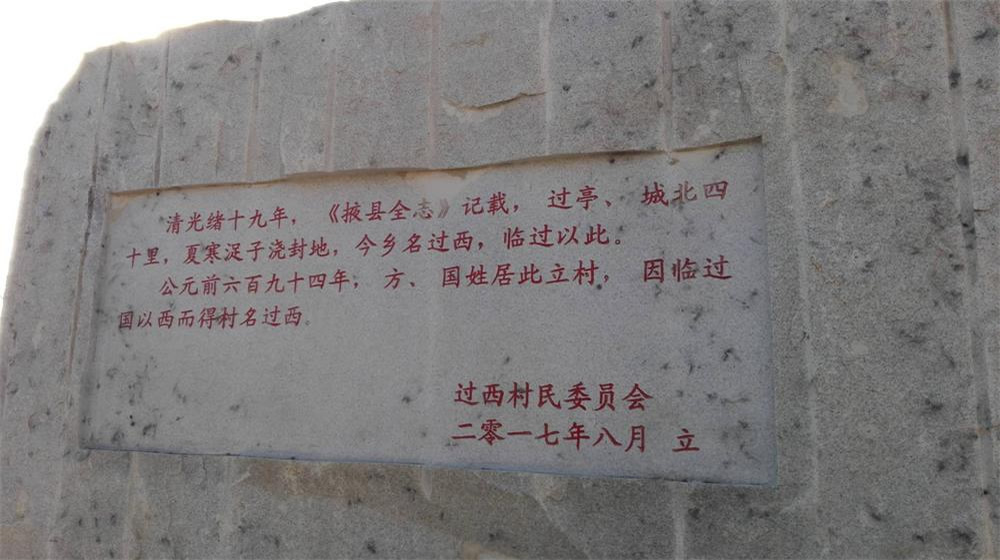 清光绪十九年，《掖县全志》记载，过亭、城北四
十里，夏寒浞子浇封地，今乡名过西，临过以此。
公元前六百九十四年，方、国姓居此立村，因临过
国以西而得村名过西。
过西村民委员会
二零一七年八月 立